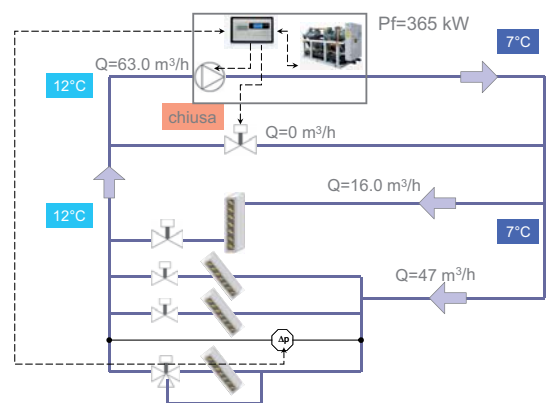 Pf=365 kW
7°C
Q=63.0 m³/h
12°C
chiusa
Q=0 m³/h
Q=16.0 m³/h
12°C
7°C
Q=47 m³/h
Δp